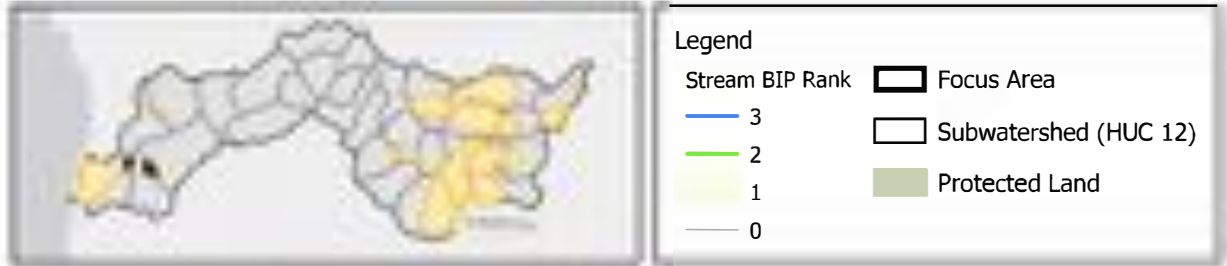 Legend
Stream BIP Rank
3
2
1
0
Focus Area
Subwatershed (HUC 12)
Protected Land